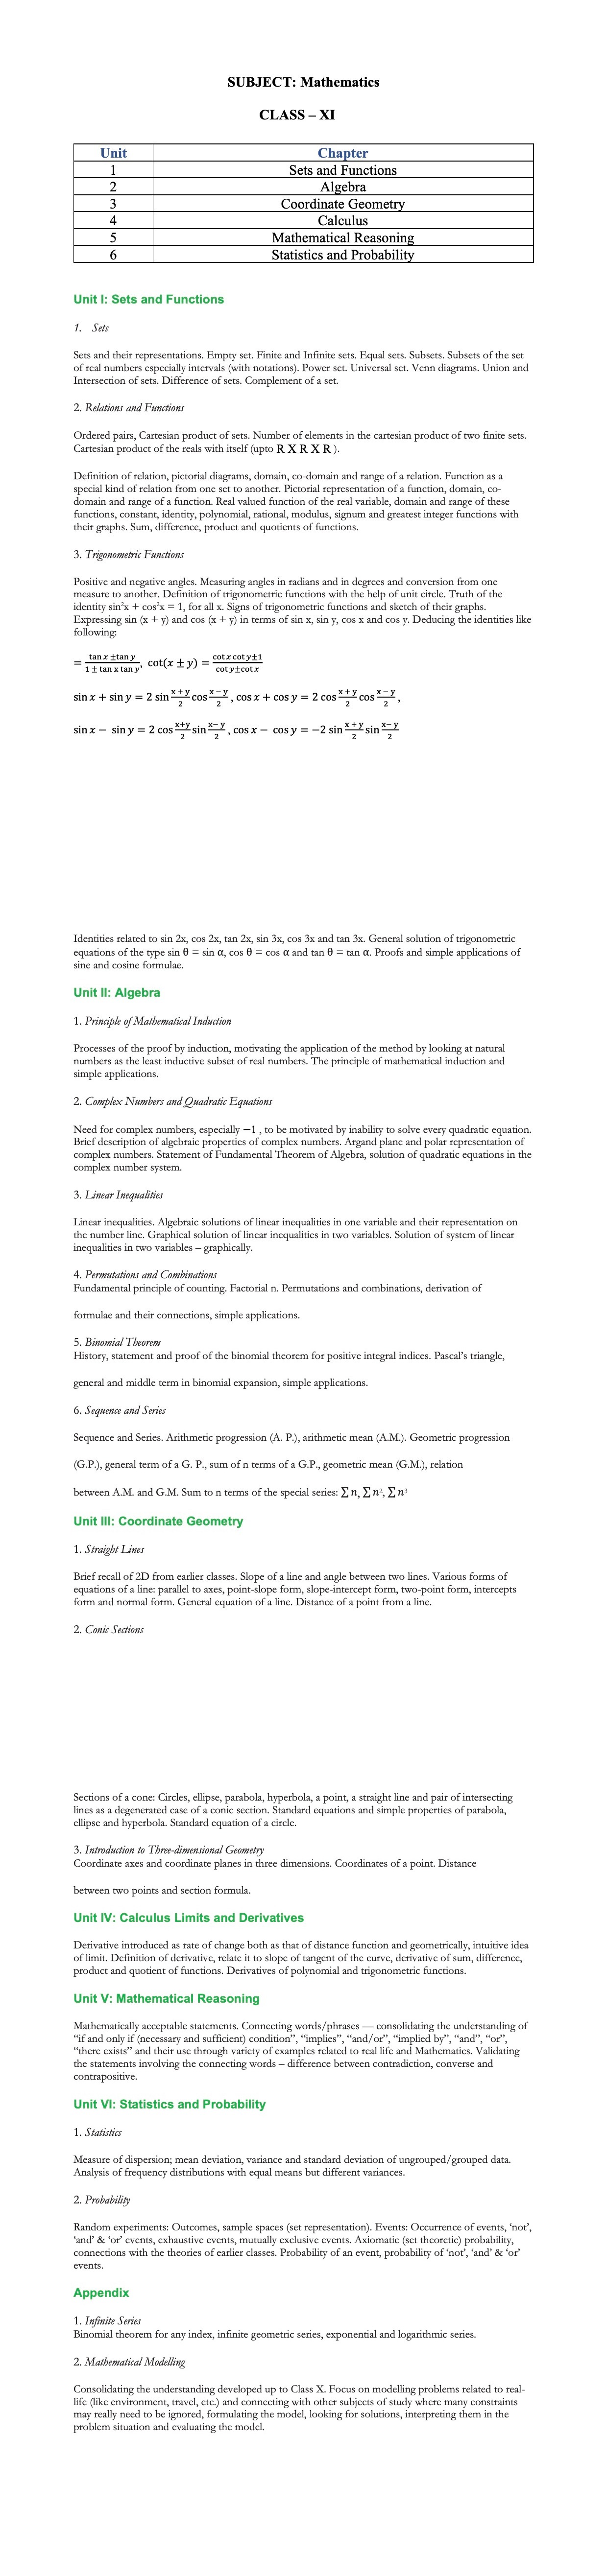 SUBJECT: Mathematics
CLASS – XI
Unit Chapter
1 Sets and Functions
2 Algebra
3 Coordinate Geometry
4 Calculus
5 Mathematical Reasoning
6 Statistics and Probability
Unit I: Sets and Functions
1. Sets
Sets and their representations. Empty set. Finite and Infinite sets. Equal sets. Subsets. Subsets of the set
of real numbers especially intervals (with notations). Power set. Universal set. Venn diagrams. Union and
Intersection of sets. Difference of sets. Complement of a set.
2. Relations and Functions
Ordered pairs, Cartesian product of sets. Number of elements in the cartesian product of two finite sets.
Cartesian product of the reals with itself (upto R X R X R ).
Definition of relation, pictorial diagrams, domain, co-domain and range of a relation. Function as a
special kind of relation from one set to another. Pictorial representation of a function, domain, co-
domain and range of a function. Real valued function of the real variable, domain and range of these
functions, constant, identity, polynomial, rational, modulus, signum and greatest integer functions with
their graphs. Sum, difference, product and quotients of functions.
3. Trigonometric Functions
Positive and negative angles. Measuring angles in radians and in degrees and conversion from one
measure to another. Definition of trigonometric functions with the help of unit circle. Truth of the
identity sin²x + cos²x = 1, for all x. Signs of trigonometric functions and sketch of their graphs.
Expressing sin (x + y) and cos (x + y) in terms of sin x, sin y, cos x and cos y. Deducing the identities like
following:
= (tan x ± tan y)/(1 ± tan x tan y), cot(x ± y) = (cot x cot y±1)/(cot y±cot x)
sin x + sin y = 2 sin (x + y)/2 cos (x − y)/2 , cos x + cos y = 2 cos (x + y)/2 cos (x − y)/2 ,
sin x − sin y = 2 cos (x+y)/2 sin (x− y)/2 , cos x − cos y = −2 sin (x + y)/2 sin (x− y)/2
Identities related to sin 2x, cos 2x, tan 2x, sin 3x, cos 3x and tan 3x. General solution of trigonometric
equations of the type sin θ = sin α, cos θ = cos α and tan θ = tan α. Proofs and simple applications of
sine and cosine formulae.
Unit II: Algebra
1. Principle of Mathematical Induction
Processes of the proof by induction, motivating the application of the method by looking at natural
numbers as the least inductive subset of real numbers. The principle of mathematical induction and
simple applications.
2. Complex Numbers and Quadratic Equations
Need for complex numbers, especially −1 , to be motivated by inability to solve every quadratic equation.
Brief description of algebraic properties of complex numbers. Argand plane and polar representation of
complex numbers. Statement of Fundamental Theorem of Algebra, solution of quadratic equations in the
complex number system.
3. Linear Inequalities
Linear inequalities. Algebraic solutions of linear inequalities in one variable and their representation on
the number line. Graphical solution of linear inequalities in two variables. Solution of system of linear
inequalities in two variables – graphically.
4. Permutations and Combinations
Fundamental principle of counting. Factorial n. Permutations and combinations, derivation of
formulae and their connections, simple applications.
5. Binomial Theorem
History, statement and proof of the binomial theorem for positive integral indices. Pascal's triangle,
general and middle term in binomial expansion, simple applications.
6. Sequence and Series
Sequence and Series. Arithmetic progression (A. P.), arithmetic mean (A.M.). Geometric progression
(G.P.), general term of a G. P., sum of n terms of a G.P., geometric mean (G.M.), relation
between A.M. and G.M. Sum to n terms of the special series: ∑n, ∑n², ∑n³
Unit III: Coordinate Geometry
1. Straight Lines
Brief recall of 2D from earlier classes. Slope of a line and angle between two lines. Various forms of
equations of a line: parallel to axes, point-slope form, slope-intercept form, two-point form, intercepts
form and normal form. General equation of a line. Distance of a point from a line.
2. Conic Sections
Sections of a cone: Circles, ellipse, parabola, hyperbola, a point, a straight line and pair of intersecting
lines as a degenerated case of a conic section. Standard equations and simple properties of parabola,
ellipse and hyperbola. Standard equation of a circle.
3. Introduction to Three-dimensional Geometry
Coordinate axes and coordinate planes in three dimensions. Coordinates of a point. Distance
between two points and section formula.
Unit IV: Calculus Limits and Derivatives
Derivative introduced as rate of change both as that of distance function and geometrically, intuitive idea
of limit. Definition of derivative, relate it to slope of tangent of the curve, derivative of sum, difference,
product and quotient of functions. Derivatives of polynomial and trigonometric functions.
Unit V: Mathematical Reasoning
Mathematically acceptable statements. Connecting words/phrases — consolidating the understanding of
“if and only if (necessary and sufficient) condition”, “implies”, “and/or”, “implied by”, “and”, “or”,
“there exists” and their use through variety of examples related to real life and Mathematics. Validating
the statements involving the connecting words – difference between contradiction, converse and
contrapositive.
Unit VI: Statistics and Probability
1. Statistics
Measure of dispersion; mean deviation, variance and standard deviation of ungrouped/grouped data.
Analysis of frequency distributions with equal means but different variances.
2. Probability
Random experiments: Outcomes, sample spaces (set representation). Events: Occurrence of events, ‘not’,
‘and’ & ‘or’ events, exhaustive events, mutually exclusive events. Axiomatic (set theoretic) probability,
connections with the theories of earlier classes. Probability of an event, probability of ‘not’, ‘and’ & ‘or’
events.
Appendix
1. Infinite Series
Binomial theorem for any index, infinite geometric series, exponential and logarithmic series.
2. Mathematical Modelling
Consolidating the understanding developed up to Class X. Focus on modelling problems related to real-
life (like environment, travel, etc.) and connecting with other subjects of study where many constraints
may really need to be ignored, formulating the model, looking for solutions, interpreting them in the
problem situation and evaluating the model.